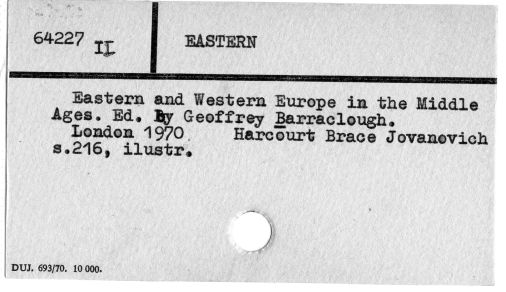 64227 II
EASTERN
Eastern and Western Europe in the Middle
Ages. Ed. By Geoffrey Barraclough.
London 1970. Harcourt Brace Jovanovich
s.216, ilustr.
DUJ. 693/70. 10 000.